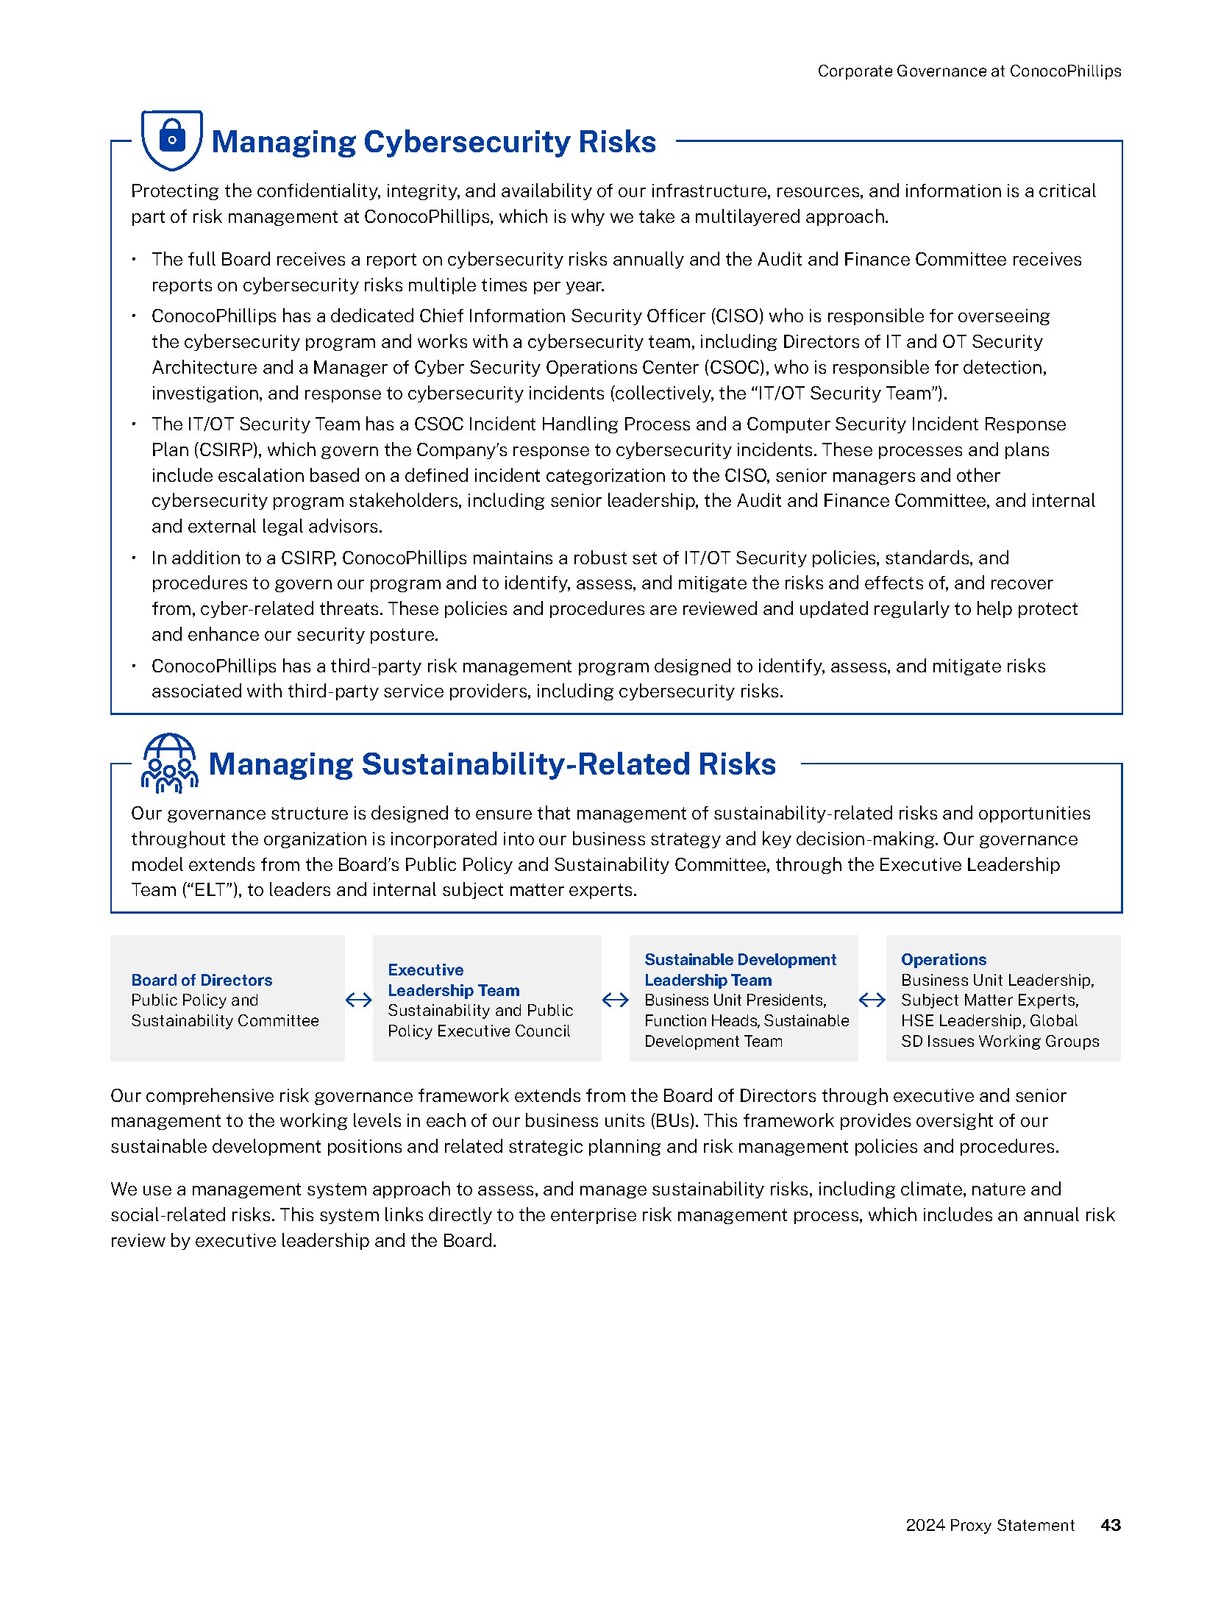 Corporate Governance at ConocoPhillips
Managing Cybersecurity Risks
Protecting the confidentiality, integrity, and availability of our infrastructure, resources, and information is a critical
part of risk management at ConocoPhillips, which is why we take a multilayered approach.
• The full Board receives a report on cybersecurity risks annually and the Audit and Finance Committee receives
reports on cybersecurity risks multiple times per year.
• ConocoPhillips has a dedicated Chief Information Security Officer (CISO) who is responsible for overseeing
the cybersecurity program and works with a cybersecurity team, including Directors of IT and OT Security
Architecture and a Manager of Cyber Security Operations Center (CSOC), who is responsible for detection,
investigation, and response to cybersecurity incidents (collectively, the “IT/OT Security Team”).
• The IT/OT Security Team has a CSOC Incident Handling Process and a Computer Security Incident Response
Plan (CSIRP), which govern the Company’s response to cybersecurity incidents. These processes and plans
include escalation based on a defined incident categorization to the CISO, senior managers and other
cybersecurity program stakeholders, including senior leadership, the Audit and Finance Committee, and internal
and external legal advisors.
• In addition to a CSIRP, ConocoPhillips maintains a robust set of IT/OT Security policies, standards, and
procedures to govern our program and to identify, assess, and mitigate the risks and effects of, and recover
from, cyber-related threats. These policies and procedures are reviewed and updated regularly to help protect
and enhance our security posture.
• ConocoPhillips has a third-party risk management program designed to identify, assess, and mitigate risks
associated with third-party service providers, including cybersecurity risks.
Managing Sustainability-Related Risks
Our governance structure is designed to ensure that management of sustainability-related risks and opportunities
throughout the organization is incorporated into our business strategy and key decision-making. Our governance
model extends from the Board’s Public Policy and Sustainability Committee, through the Executive Leadership
Team (“ELT”), to leaders and internal subject matter experts.
Board of Directors
Public Policy and
Sustainability Committee
Executive
Leadership Team
Sustainability and Public
Policy Executive Council
Sustainable Development
Leadership Team
Business Unit Presidents,
Function Heads, Sustainable
Development Team
Operations
Business Unit Leadership,
Subject Matter Experts,
HSE Leadership, Global
SD Issues Working Groups
Our comprehensive risk governance framework extends from the Board of Directors through executive and senior
management to the working levels in each of our business units (BUs). This framework provides oversight of our
sustainable development positions and related strategic planning and risk management policies and procedures.
We use a management system approach to assess, and manage sustainability risks, including climate, nature and
social-related risks. This system links directly to the enterprise risk management process, which includes an annual risk
review by executive leadership and the Board.
2024 Proxy Statement 43